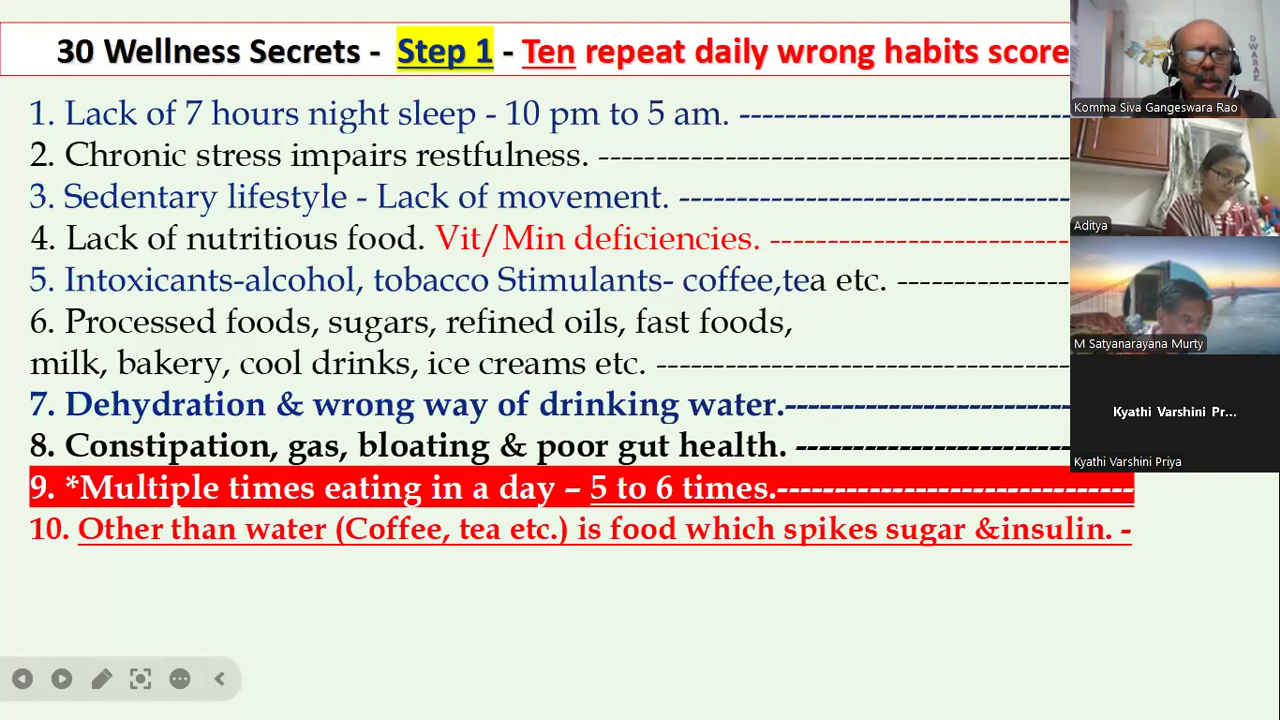 30 Wellness Secrets - Step 1 - Ten repeat daily wrong habits score
1. Lack of 7 hours night sleep - 10 pm to 5 am. -----------------------------------
2. Chronic stress impairs restfulness. -------------------------------------------------
3. Sedentary lifestyle - Lack of movement. -----------------------------------------
4. Lack of nutritious food. Vit/Min deficiencies. --------------------------------
5. Intoxicants-alcohol, tobacco Stimulants- coffee,tea etc. ------------------
6. Processed foods, sugars, refined oils, fast foods,
milk, bakery, cool drinks, ice creams etc. --------------------------------------------
7. Dehydration & wrong way of drinking water.------------------------------
8. Constipation, gas, bloating & poor gut health. -----------------------------
9. *Multiple times eating in a day – 5 to 6 times.-------------------------------
10. Other than water (Coffee, tea etc.) is food which spikes sugar &insulin. -
DWARAK
Komma Siva Gangeswara Rao
Aditya
M Satyanarayana Murty
Kyathi Varshini Pr...
Kyathi Varshini Priya